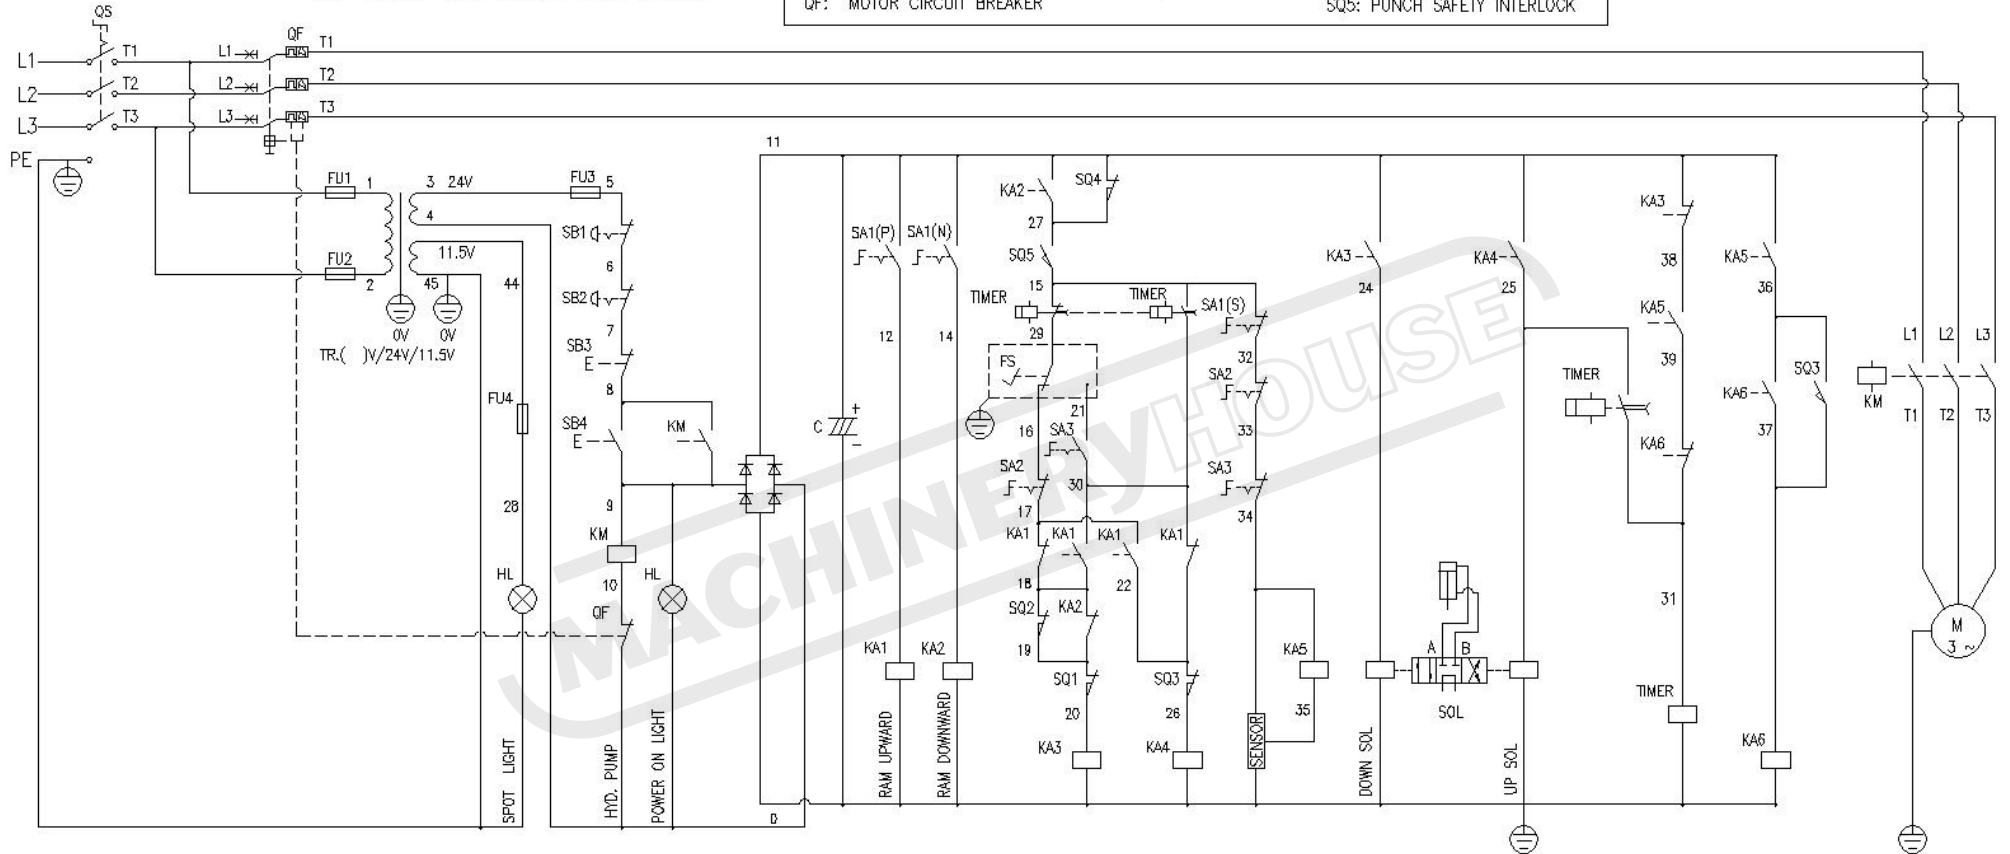 QF: MOTOR CIRCUIT BREAKER
SQ5: PUNCH SAFETY INTERLOCK
QS
L1 T1 L1 QF T1
L2 T2 L2 T2
L3 T3 L3 T3
PE
11
FU1 1 3 24V FU3 5
4
SB1
11.5V
FU2 2 45 44 6
0V 0V
TR.( )V/24V/11.5V
SB2
7
SB3
E
8
FU4
SB4
E
KM
28
9
KM
10
HL
HL
QF
SPOT LIGHT
HYD. PUMP
POWER ON LIGHT
0
C + −
SA1(P) SA1(N)
12 14
KA1 KA2
RAM UPWARD
RAM DOWNWARD
KA2 SQ4
27
SQ5
15
TIMER TIMER SA1(S)
29
FS
32
SA2
16 21
SA3
33
SA2
30
SA3
17 34
KA1 KA1 KA1 KA1
18 22
SQ2 KA2
19
SQ1 SQ3
20 26
KA3 KA4
KA5
35
SENSOR
KA3
24
KA4
25
DOWN SOL
UP SOL
A B
SOL
TIMER
KA3
38
KA5
39
KA6
31
TIMER
KA5
36
KA6
37
SQ3
KA6
L1 L2 L3
KM
T1 T2 T3
M
3 ~
MACHINERYHOUSE